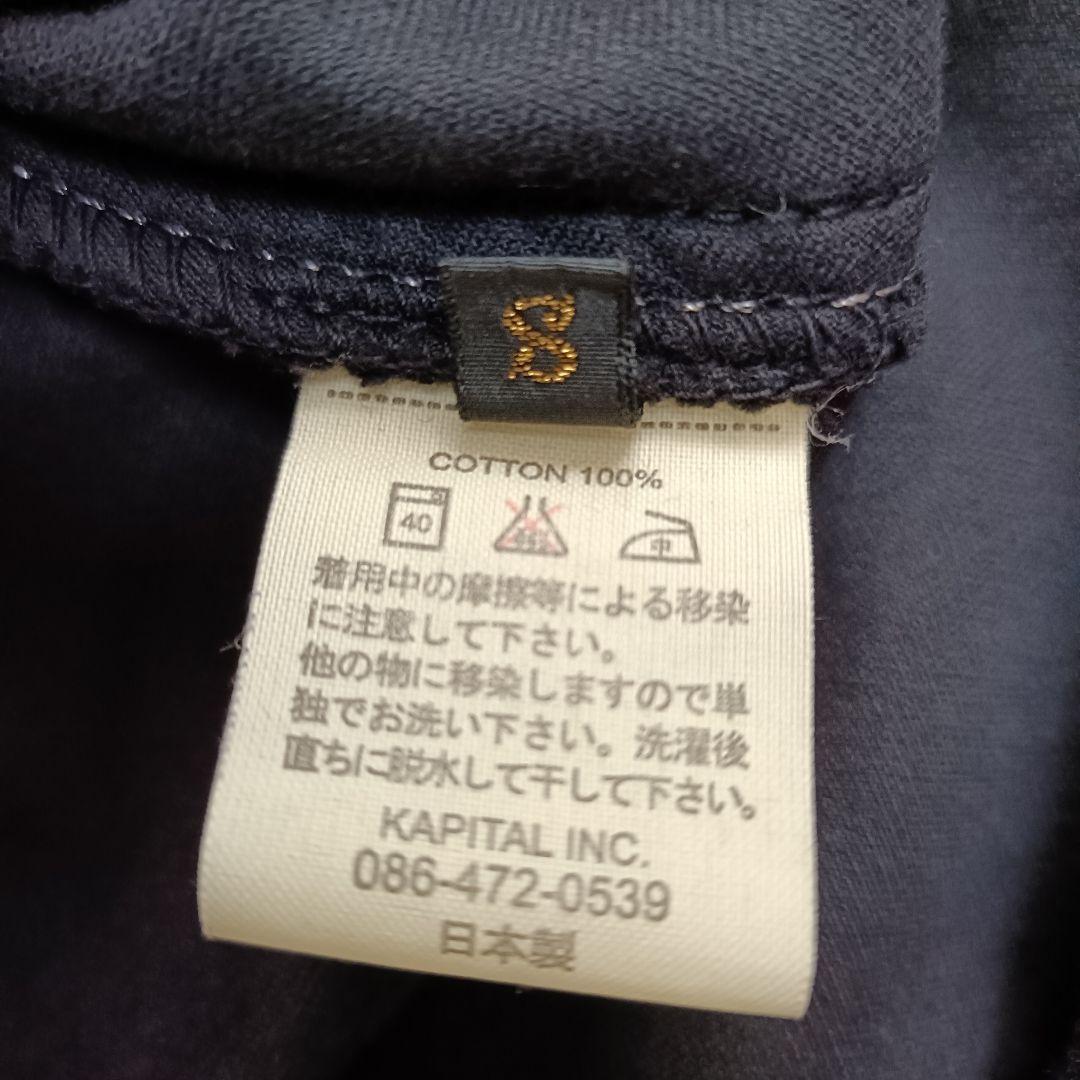 S
COTTON 100%
40 中
着用中の摩擦等による移染
に注意して下さい。
他の物に移染しますので単
独でお洗い下さい。洗濯後
直ちに脱水して干して下さい。
KAPITAL INC.
086-472-0539
日本製